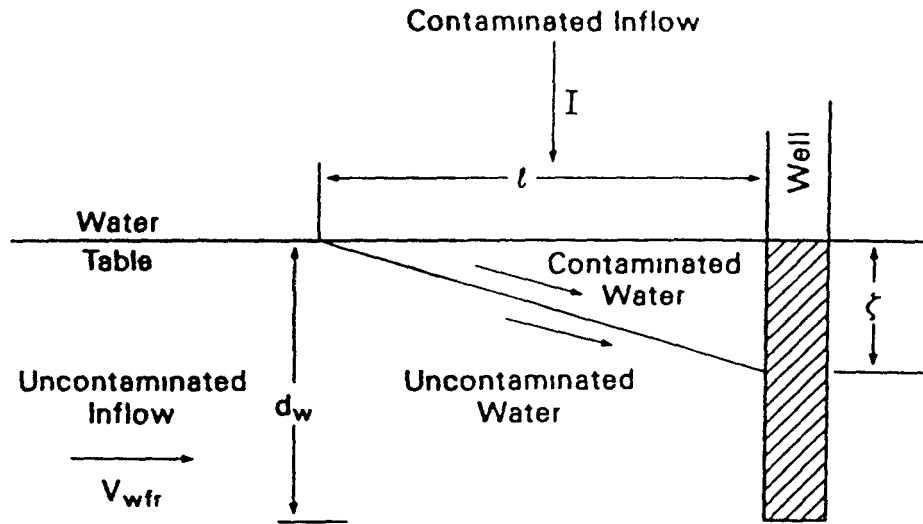 Contaminated Inflow
I
Well
ℓ
Water
Table
Contaminated
Water
ζ
Uncontaminated
Inflow
d_w
Uncontaminated
Water
V_wfr